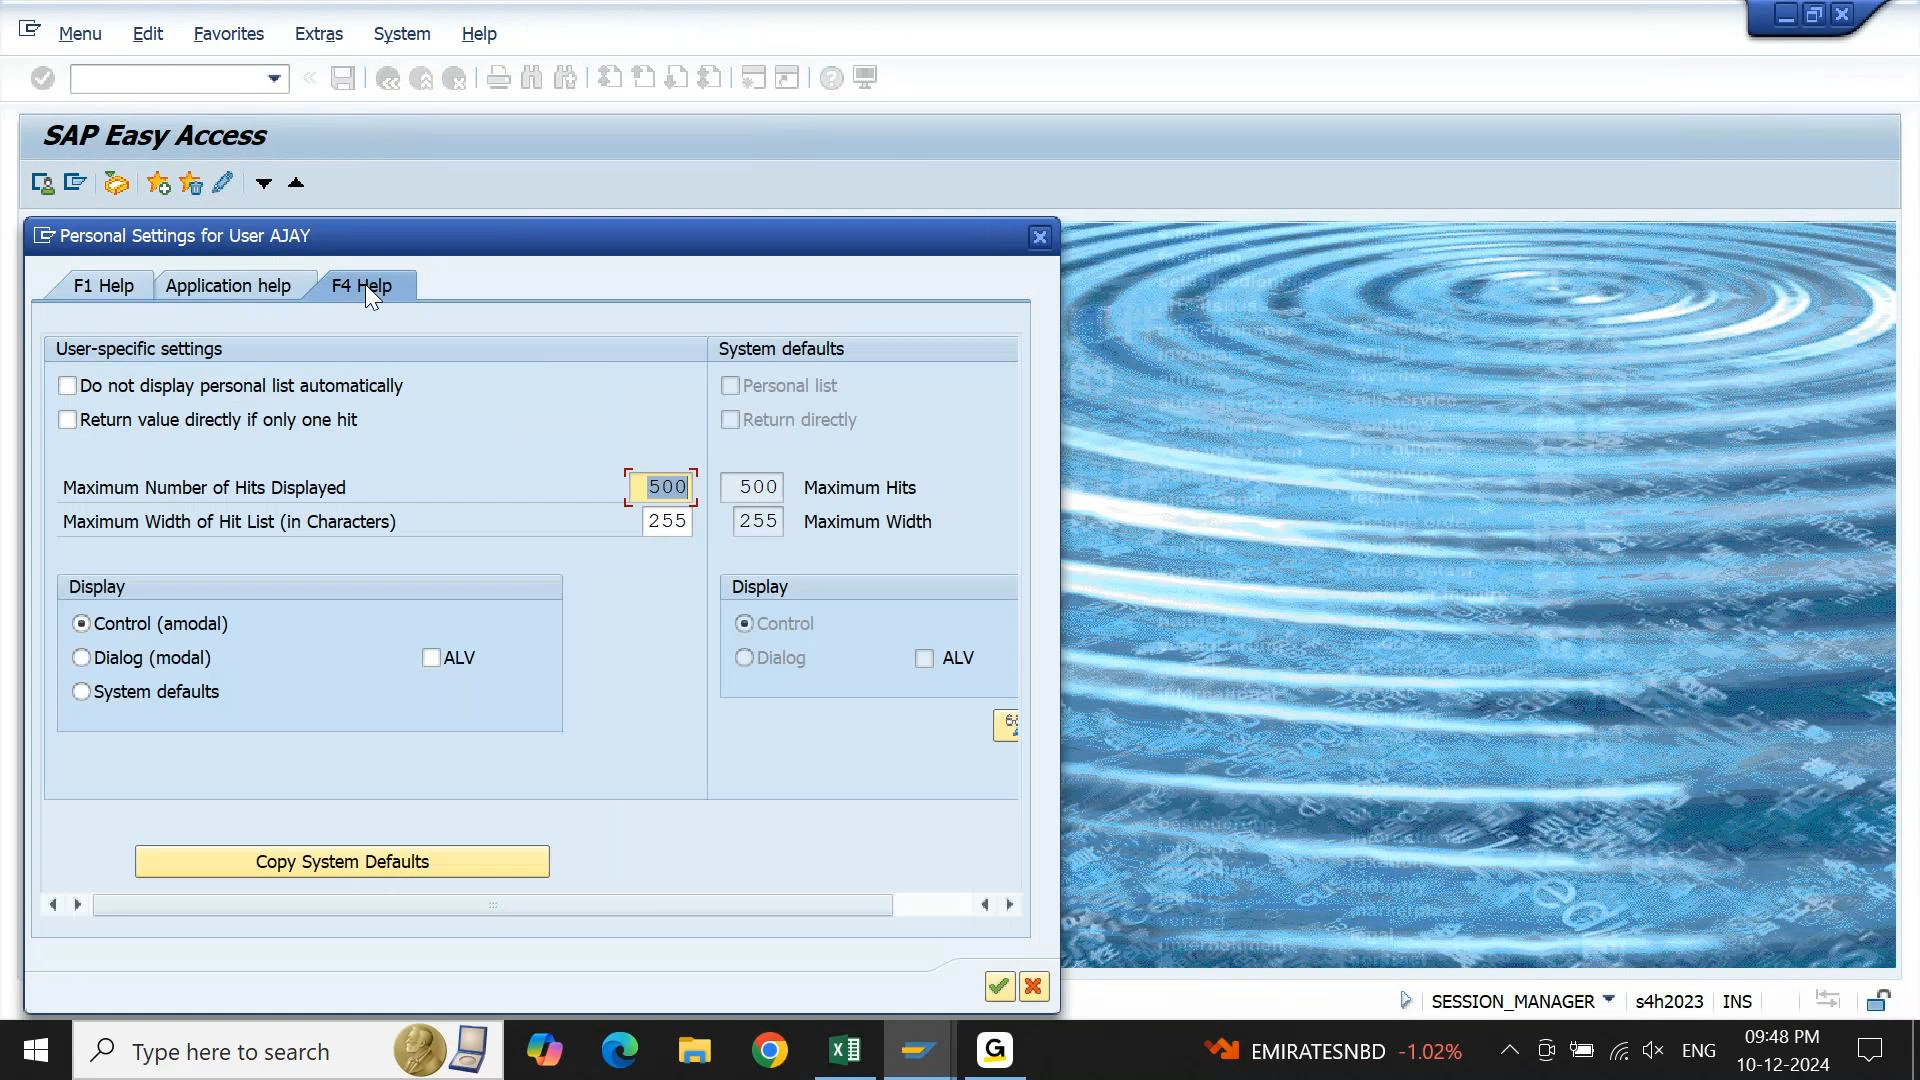 Menu Edit Favorites Extras System Help
SAP Easy Access
Personal Settings for User AJAY
F1 Help Application help F4 Help
User-specific settings System defaults
Do not display personal list automatically Personal list
Return value directly if only one hit Return directly
Maximum Number of Hits Displayed 500 500 Maximum Hits
Maximum Width of Hit List (in Characters) 255 255 Maximum Width
Display Display
Control (amodal) Control
Dialog (modal) ALV Dialog ALV
System defaults
Copy System Defaults
SESSION_MANAGER s4h2023 INS
Type here to search
EMIRATESNBD -1.02% ENG
09:48 PM
10-12-2024